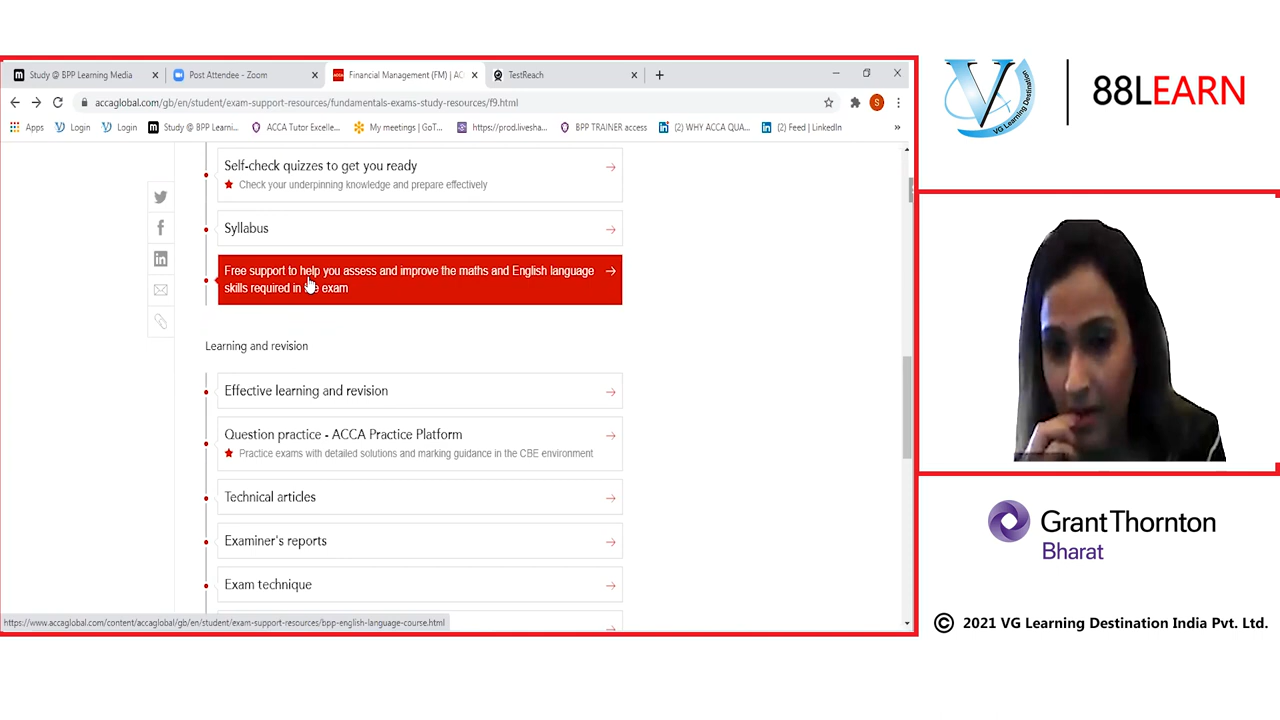 Study @ BPP Learning Media
Post Attendee - Zoom
Financial Management (FM) | AC
TestReach
accaglobal.com/gb/en/student/exam-support-resources/fundamentals-exams-study-resources/f9.html
S
Apps
Login
Login
Study @ BPP Learni...
ACCA Tutor Excelle...
My meetings | GoT...
https://prod.livesha...
BPP TRAINER access
(2) WHY ACCA QUA...
(2) Feed | LinkedIn
»
Self-check quizzes to get you ready
Check your underpinning knowledge and prepare effectively
Syllabus
Free support to help you assess and improve the maths and English language
skills required in the exam
Learning and revision
Effective learning and revision
Question practice - ACCA Practice Platform
Practice exams with detailed solutions and marking guidance in the CBE environment
Technical articles
Examiner's reports
Exam technique
https://www.accaglobal.com/content/accaglobal/gb/en/student/exam-support-resources/bpp-english-language-course.html
V
VG Learning Destination
88LEARN
Grant Thornton
Bharat
© 2021 VG Learning Destination India Pvt. Ltd.